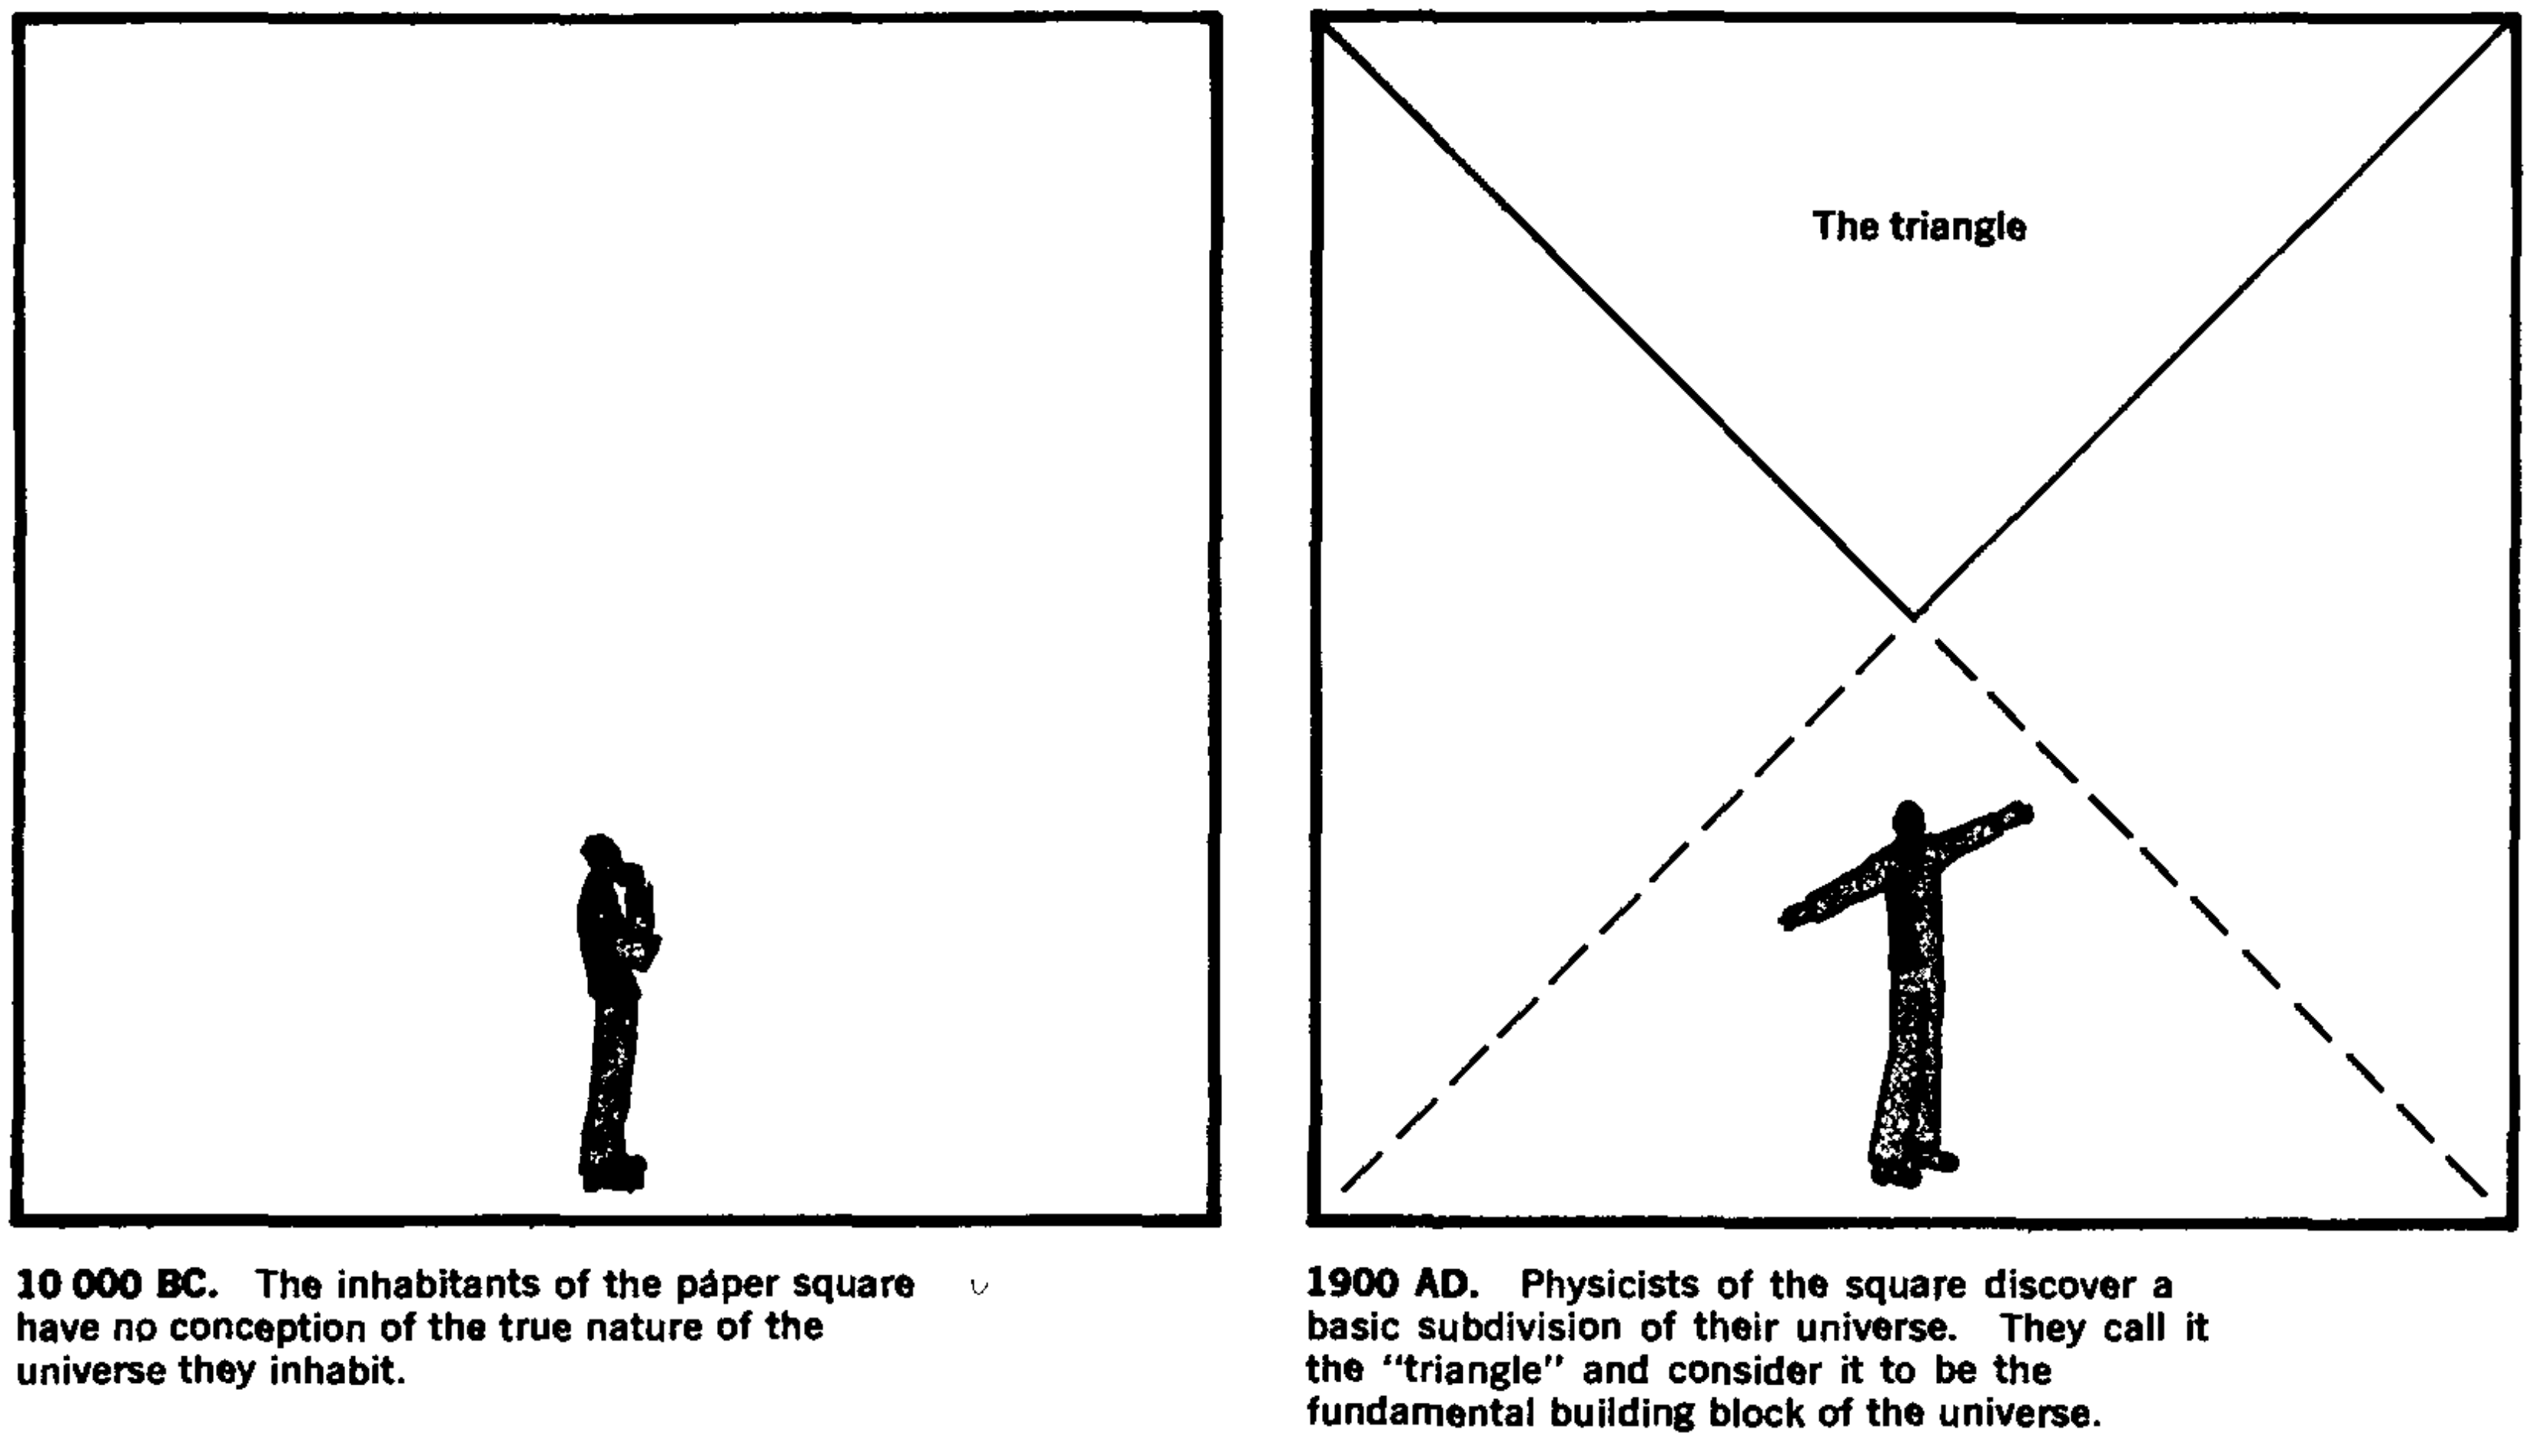 The triangle
10 000 BC. The inhabitants of the paper square
have no conception of the true nature of the
universe they inhabit.
1900 AD. Physicists of the square discover a
basic subdivision of their universe. They call it
the "triangle" and consider it to be the
fundamental building block of the universe.